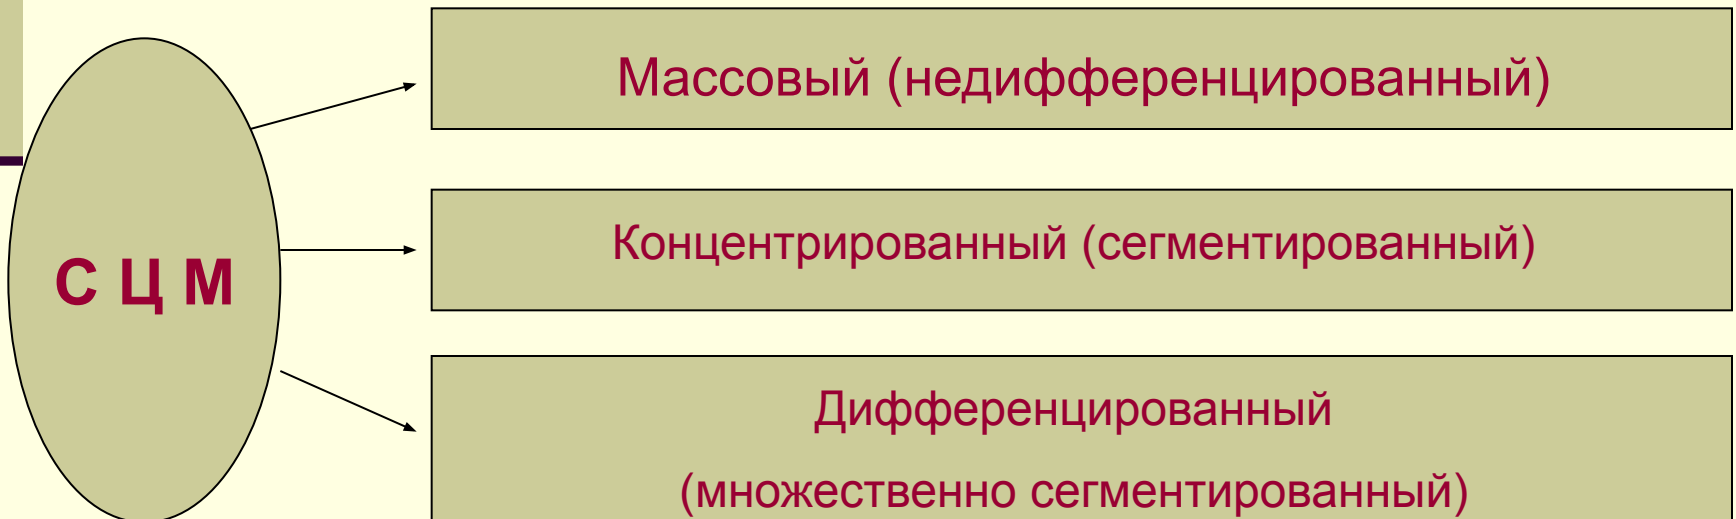 Массовый (недифференцированный)
Концентрированный (сегментированный)
С Ц М
Дифференцированный
(множественно сегментированный)